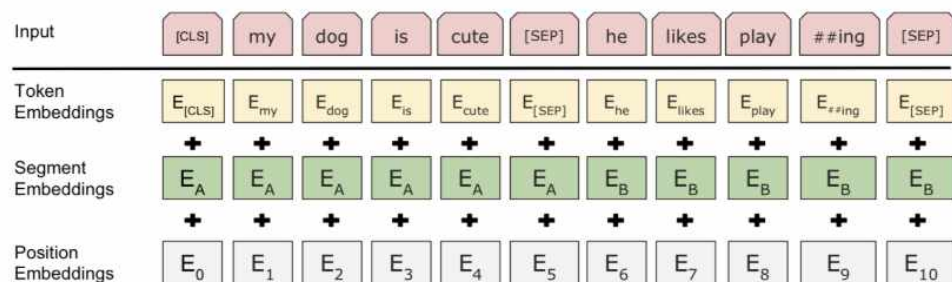 Input [CLS] my dog is cute [SEP] he likes play ##ing [SEP]
Token Embeddings E[CLS] Emy Edog Eis Ecute E[SEP] Ehe Elikes Eplay E##ing E[SEP]
+ + + + + + + + + + +
Segment Embeddings EA EA EA EA EA EA EB EB EB EB EB
+ + + + + + + + + + +
Position Embeddings E0 E1 E2 E3 E4 E5 E6 E7 E8 E9 E10